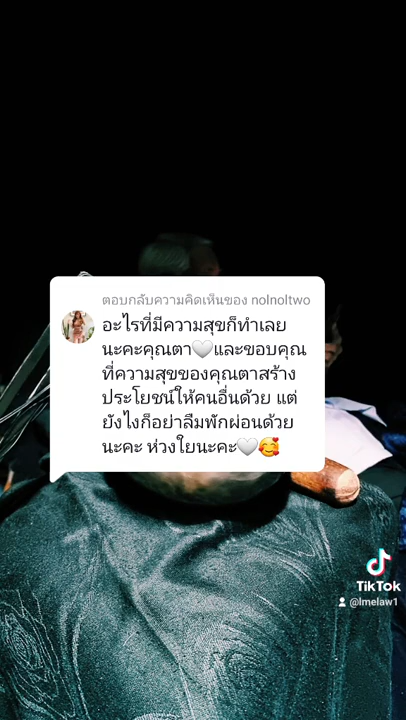 ตอบกลับความคิดเห็นของ nolnoltwo
อะไรที่มีความสุขก็ทำเลย
นะคะคุณตา🤍และขอบคุณ
ที่ความสุขของคุณตาสร้าง
ประโยชน์ให้คนอื่นด้วย แต่
ยังไงก็อย่าลืมพักผ่อนด้วย
นะคะ ห่วงใยนะคะ🤍🥰
TikTok
@lmelaw1